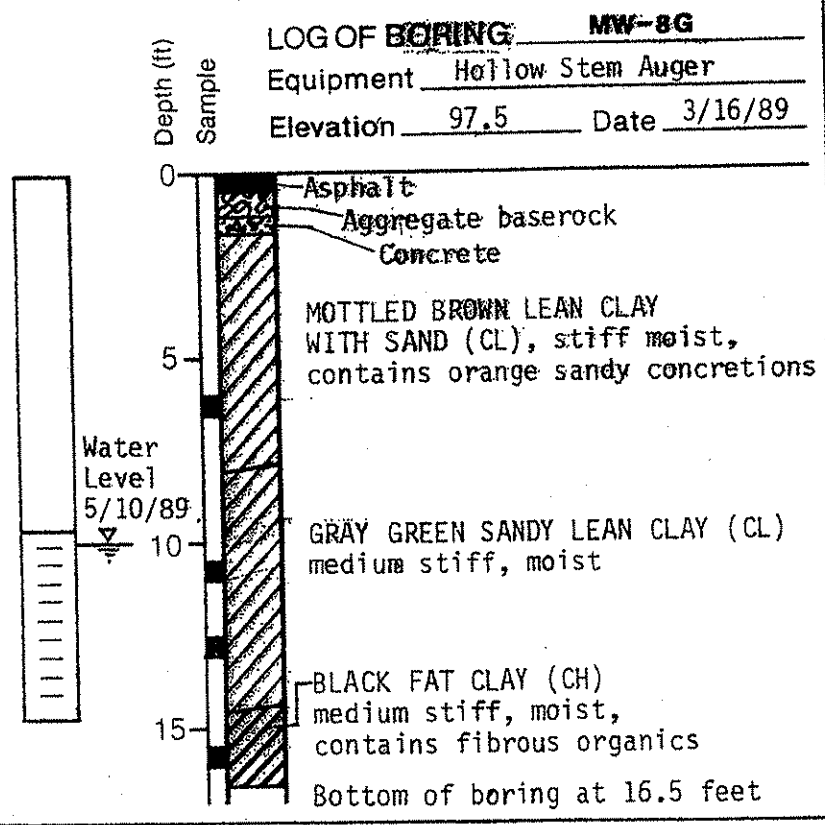 LOG OF BORING MW-8G
Equipment Hollow Stem Auger
Elevation 97.5 Date 3/16/89
Depth (ft)
Sample
0
Asphalt
Aggregate baserock
Concrete
MOTTLED BROWN LEAN CLAY
WITH SAND (CL), stiff moist,
contains orange sandy concretions
5
Water
Level
5/10/89
10
GRAY GREEN SANDY LEAN CLAY (CL)
medium stiff, moist
BLACK FAT CLAY (CH)
medium stiff, moist,
contains fibrous organics
15
Bottom of boring at 16.5 feet